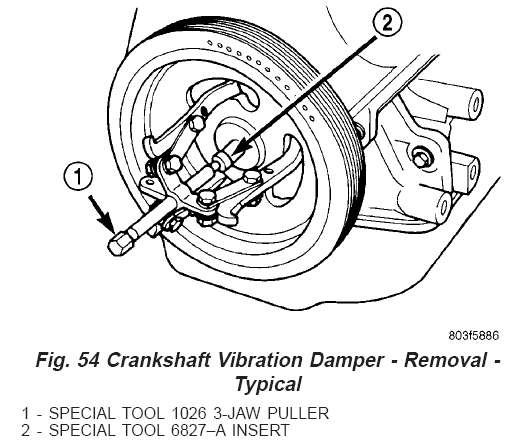 2
1
803f5886
Fig. 54 Crankshaft Vibration Damper - Removal -
Typical
1 - SPECIAL TOOL 1026 3-JAW PULLER
2 - SPECIAL TOOL 6827–A INSERT